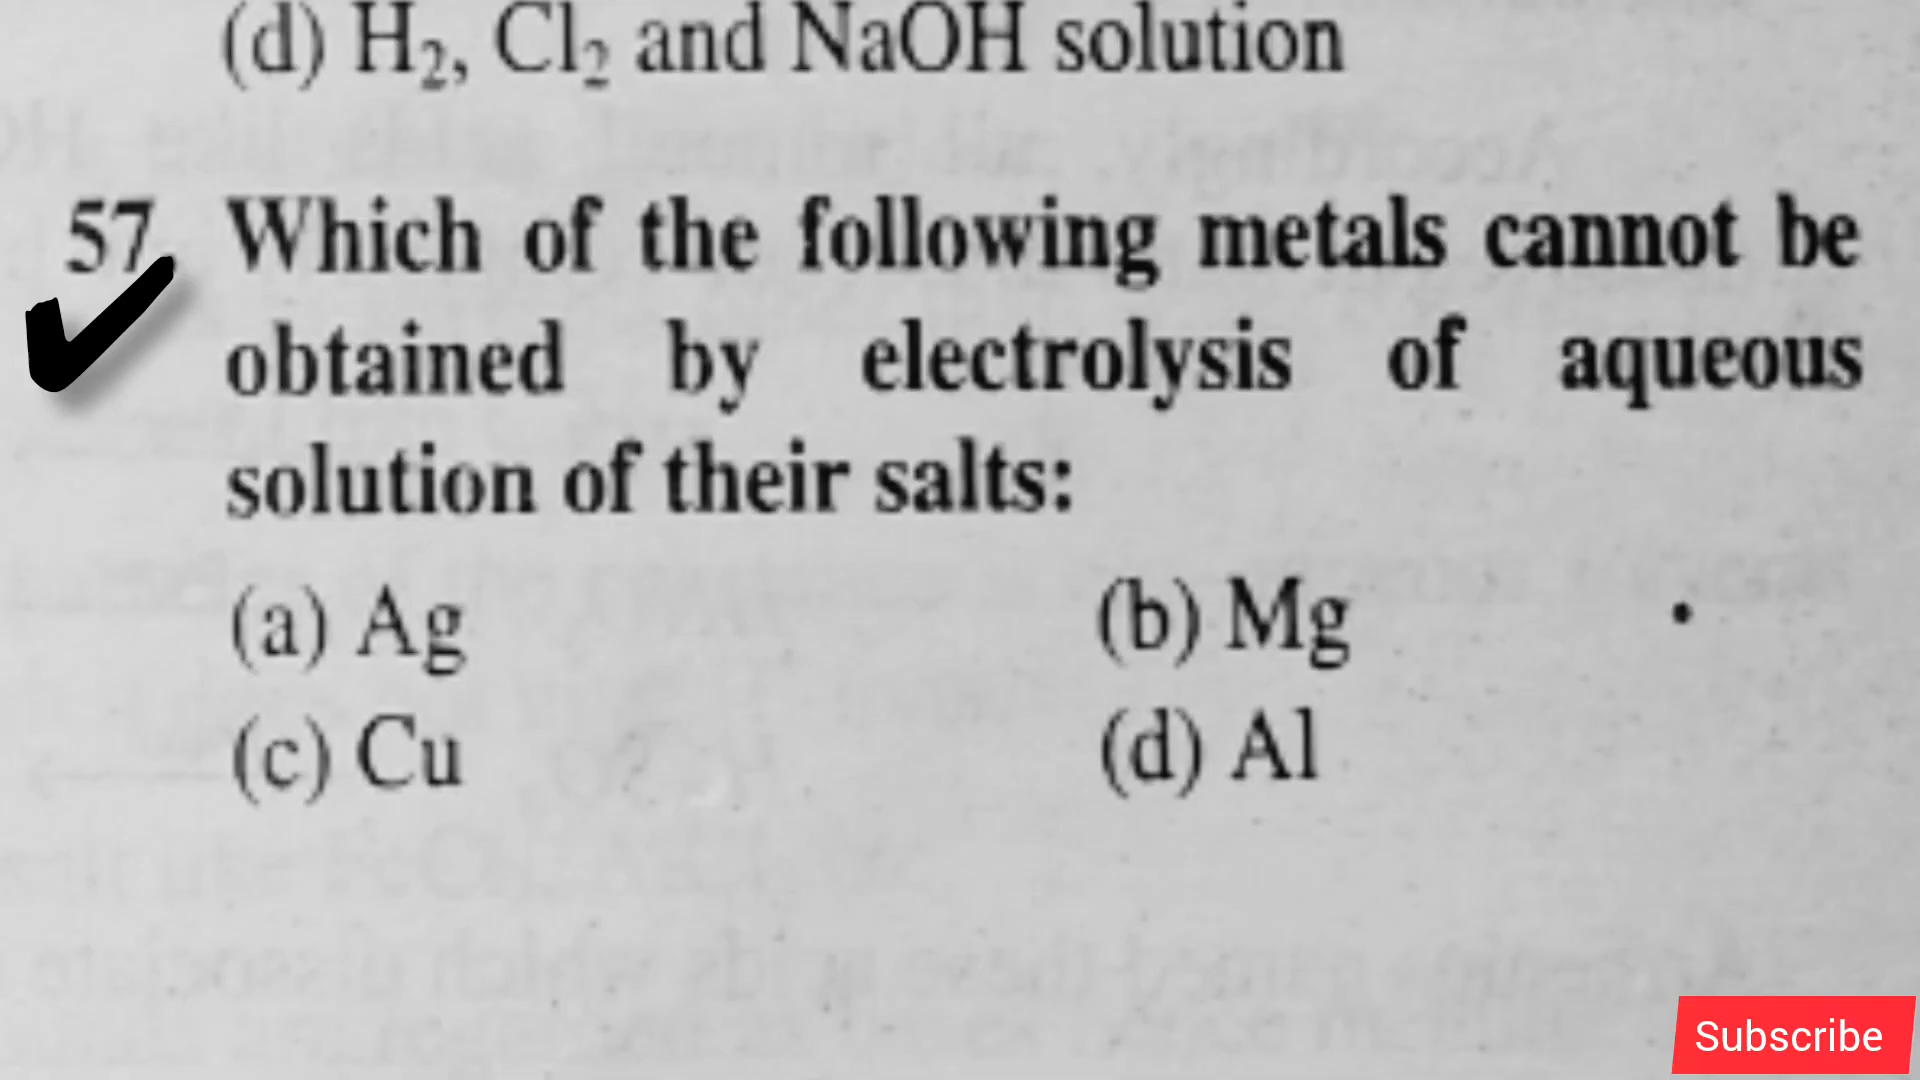 (d) H₂, Cl₂ and NaOH solution
57. Which of the following metals cannot be
obtained by electrolysis of aqueous
solution of their salts:
(a) Ag (b) Mg
(c) Cu (d) Al
Subscribe